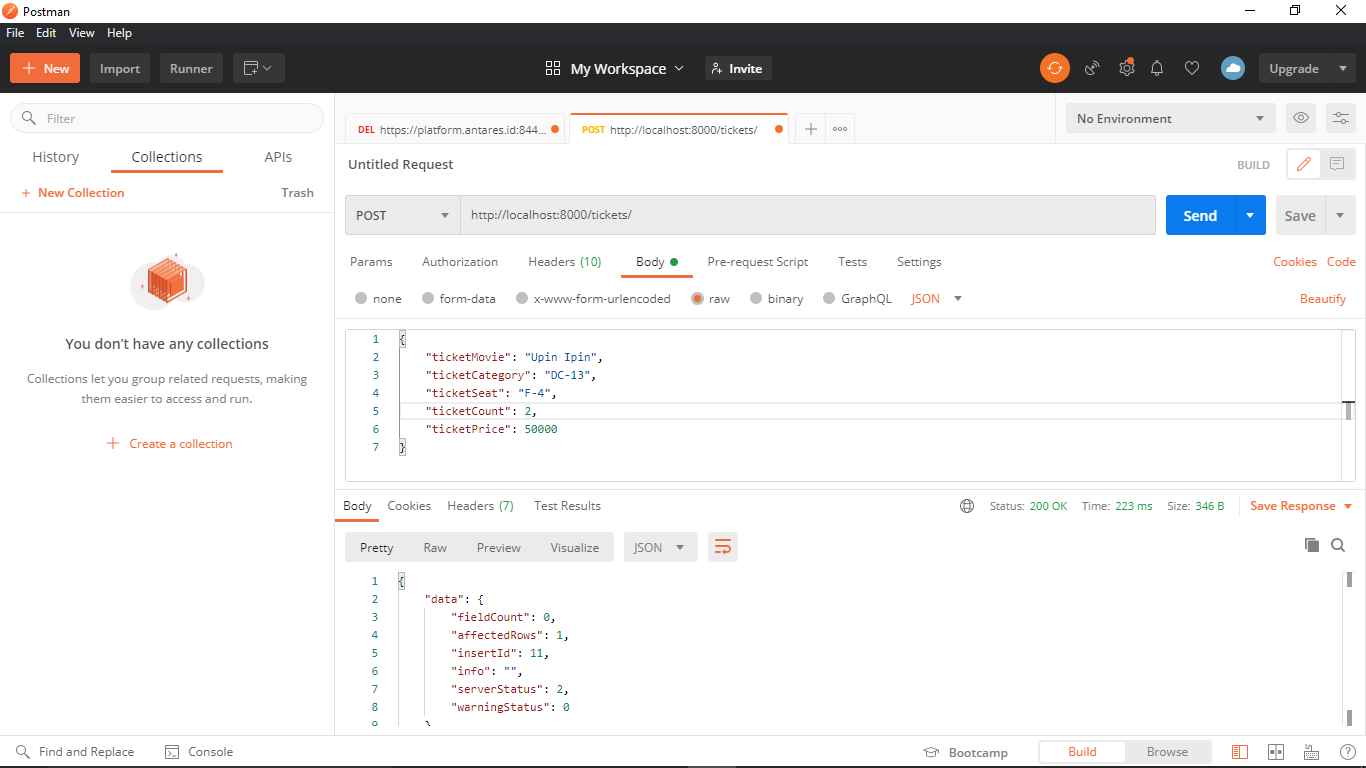 Postman
File Edit View Help
New Import Runner My Workspace Invite Upgrade
Filter
History Collections APIs
New Collection Trash
You don't have any collections
Collections let you group related requests, making
them easier to access and run.
Create a collection
DEL https://platform.antares.id:844... POST http://localhost:8000/tickets/ No Environment
Untitled Request BUILD
POST http://localhost:8000/tickets/ Send Save
Params Authorization Headers (10) Body Pre-request Script Tests Settings Cookies Code
none form-data x-www-form-urlencoded raw binary GraphQL JSON Beautify
1 {
2 "ticketMovie": "Upin Ipin",
3 "ticketCategory": "DC-13",
4 "ticketSeat": "F-4",
5 "ticketCount": 2,
6 "ticketPrice": 50000
7 }
Body Cookies Headers (7) Test Results Status: 200 OK Time: 223 ms Size: 346 B Save Response
Pretty Raw Preview Visualize JSON
1 {
2 "data": {
3 "fieldCount": 0,
4 "affectedRows": 1,
5 "insertId": 11,
6 "info": "",
7 "serverStatus": 2,
8 "warningStatus": 0
9 }
Find and Replace Console Bootcamp Build Browse